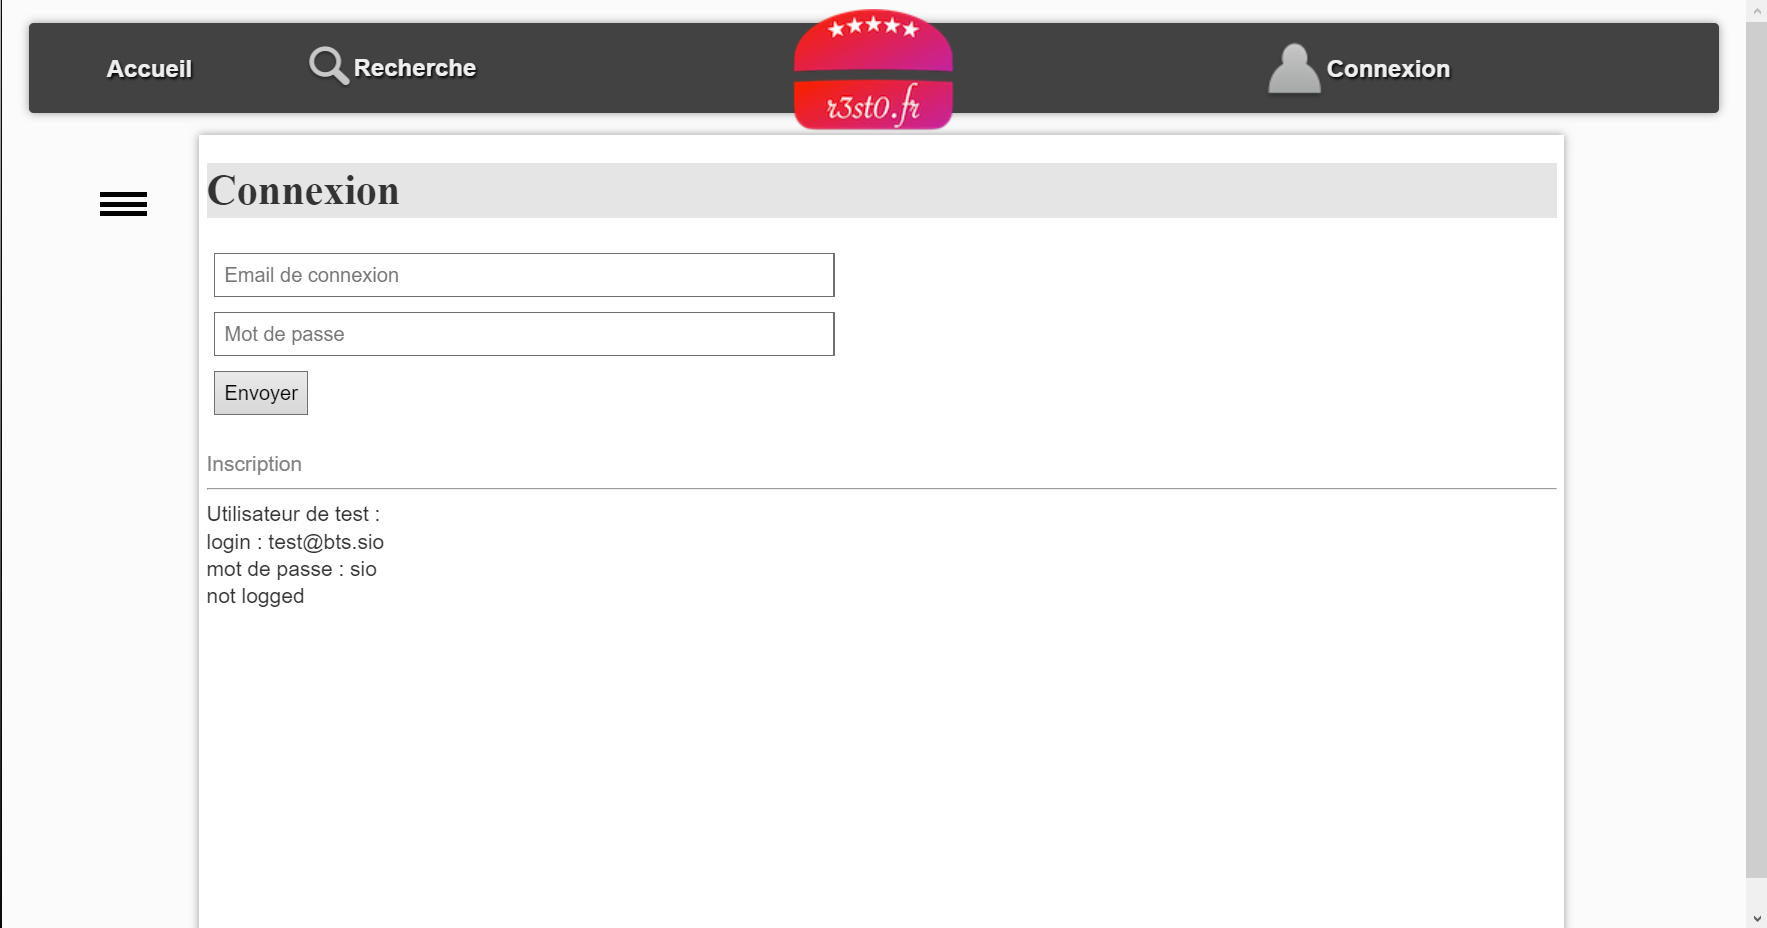 Accueil
Recherche
r3st0.fr
Connexion
Connexion
Email de connexion
Mot de passe
Envoyer
Inscription
Utilisateur de test :
login : test@bts.sio
mot de passe : sio
not logged